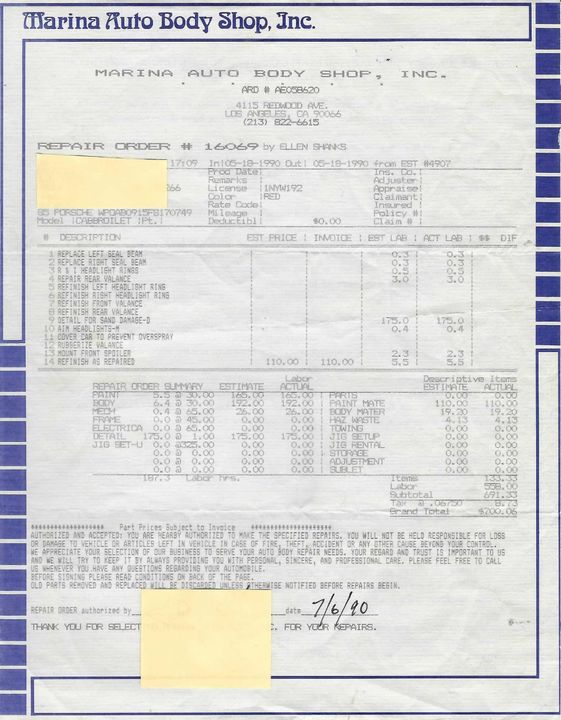 Marina Auto Body Shop, Inc.
MARINA AUTO BODY SHOP, INC.
ARD # AE058620
4115 REDWOOD AVE.
LOS ANGELES, CA 90066
(213) 822-6615
REPAIR ORDER # 16069 by ELLEN SHANKS
17:09 In:05-18-1990 Out: 05-18-1990 from EST #4907
Prod Date: Ins. Co.:
Remarks : Adjuster:
266 License :1NYW192 Appraise:
Color :RED Claimant:
Rate Code: Insured :
85 PORSCHE WPOAB0915FS170749 Mileage : Policy #:
Model :CABBROILET :Pt.: Deductibl: $0.00 Claim # :
# DESCRIPTION EST PRICE : INVOICE : EST LAB : ACT LAB : $$ DIF
1 REPLACE LEFT SEAL BEAM 0.3 0.3
2 REPLACE RIGHT SEAL BEAM 0.3 0.3
3 R & I HEADLIGHT RINGS 0.5 0.5
4 REPAIR REAR VALANCE 3.0 3.0
5 REFINISH LEFT HEADLIGHT RING
6 REFINISH RIGHT HEADLIGHT RING
7 REFINISH FRONT VALANCE
8 REFINISH REAR VALANCE
9 DETAIL FOR SAND DAMAGE-D 175.0 175.0
10 AIM HEADLIGHTS-M 0.4 0.4
11 COVER CAR TO PREVENT OVERSPRAY
12 RUBBERIZE VALANCE
13 MOUNT FRONT SPOILER 2.3 2.3
14 REFINISH AS REPAIRED 110.00 110.00 5.5 5.5
Labor Descriptive Items
REPAIR ORDER SUMMARY ESTIMATE ACTUAL ESTIMATE ACTUAL
PAINT 5.5 @ 30.00 165.00 165.00 : PARTS 0.00 0.00
BODY 6.4 @ 30.00 192.00 192.00 : PAINT MATE 110.00 110.00
MECH 0.4 @ 65.00 26.00 26.00 : BODY MATER 19.20 19.20
FRAME 0.0 @ 45.00 0.00 0.00 : HAZ WASTE 4.13 4.13
ELECTRICA 0.0 @ 65.00 0.00 0.00 : TOWING 0.00 0.00
DETAIL 175.0 @ 1.00 175.00 175.00 : JIG SETUP 0.00 0.00
JIG SET-U 0.0 @325.00 0.00 0.00 : JIG RENTAL 0.00 0.00
0.0 @ 0.00 0.00 0.00 : STORAGE 0.00 0.00
0.0 @ 0.00 0.00 0.00 : ADJUSTMENT 0.00 0.00
0.0 @ 0.00 0.00 0.00 : SUBLET 0.00 0.00
187.3 Labor hrs. Items 133.33
Labor 558.00
Subtotal 691.33
Tax @ .06750 8.73
Grand Total $700.06
****************** Part Prices Subject to Invoice ********************
AUTHORIZED AND ACCEPTED: YOU ARE HEARBY AUTHORIZED TO MAKE THE SPECIFIED REPAIRS. YOU WILL NOT BE HELD RESPONSIBLE FOR LOSS
OR DAMAGE TO VEHICLE OR ARTICLES LEFT IN VEHICLE IN CASE OF FIRE, THEFT, ACCIDENT OR ANY OTHER CAUSE BEYOND YOUR CONTROL.
WE APPRECIATE YOUR SELECTION OF OUR BUSINESS TO SERVE YOUR AUTO BODY REPAIR NEEDS. YOUR REGARD AND TRUST IS IMPORTANT TO US
AND WE WILL TRY TO KEEP IT BY ALWAYS PROVIDING YOU WITH PERSONAL, SINCERE, AND PROFESSIONAL CARE. PLEASE FEEL FREE TO CALL
US WHENEVER YOU HAVE ANY QUESTIONS REGARDING YOUR AUTOMOBILE.
BEFORE SIGNING PLEASE READ CONDITIONS ON BACK OF THE PAGE.
OLD PARTS REMOVED AND REPLACED WILL BE DISCARDED UNLESS OTHERWISE NOTIFIED BEFORE REPAIRS BEGIN.
REPAIR ORDER authorized by date 7/6/90
THANK YOU FOR SELECT C. FOR YOUR REPAIRS.